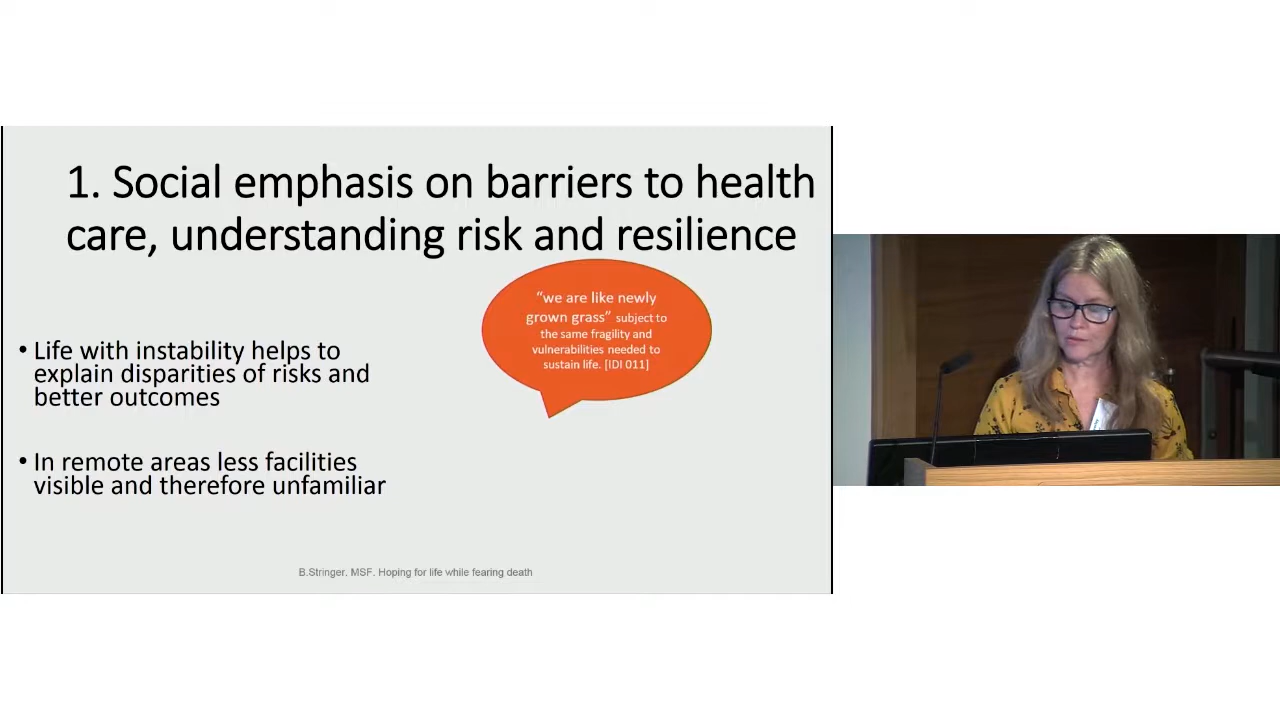 1. Social emphasis on barriers to health
care, understanding risk and resilience
“we are like newly
grown grass” subject to
the same fragility and
vulnerabilities needed to
sustain life. [IDI 011]
• Life with instability helps to
explain disparities of risks and
better outcomes
• In remote areas less facilities
visible and therefore unfamiliar
B.Stringer. MSF. Hoping for life while fearing death